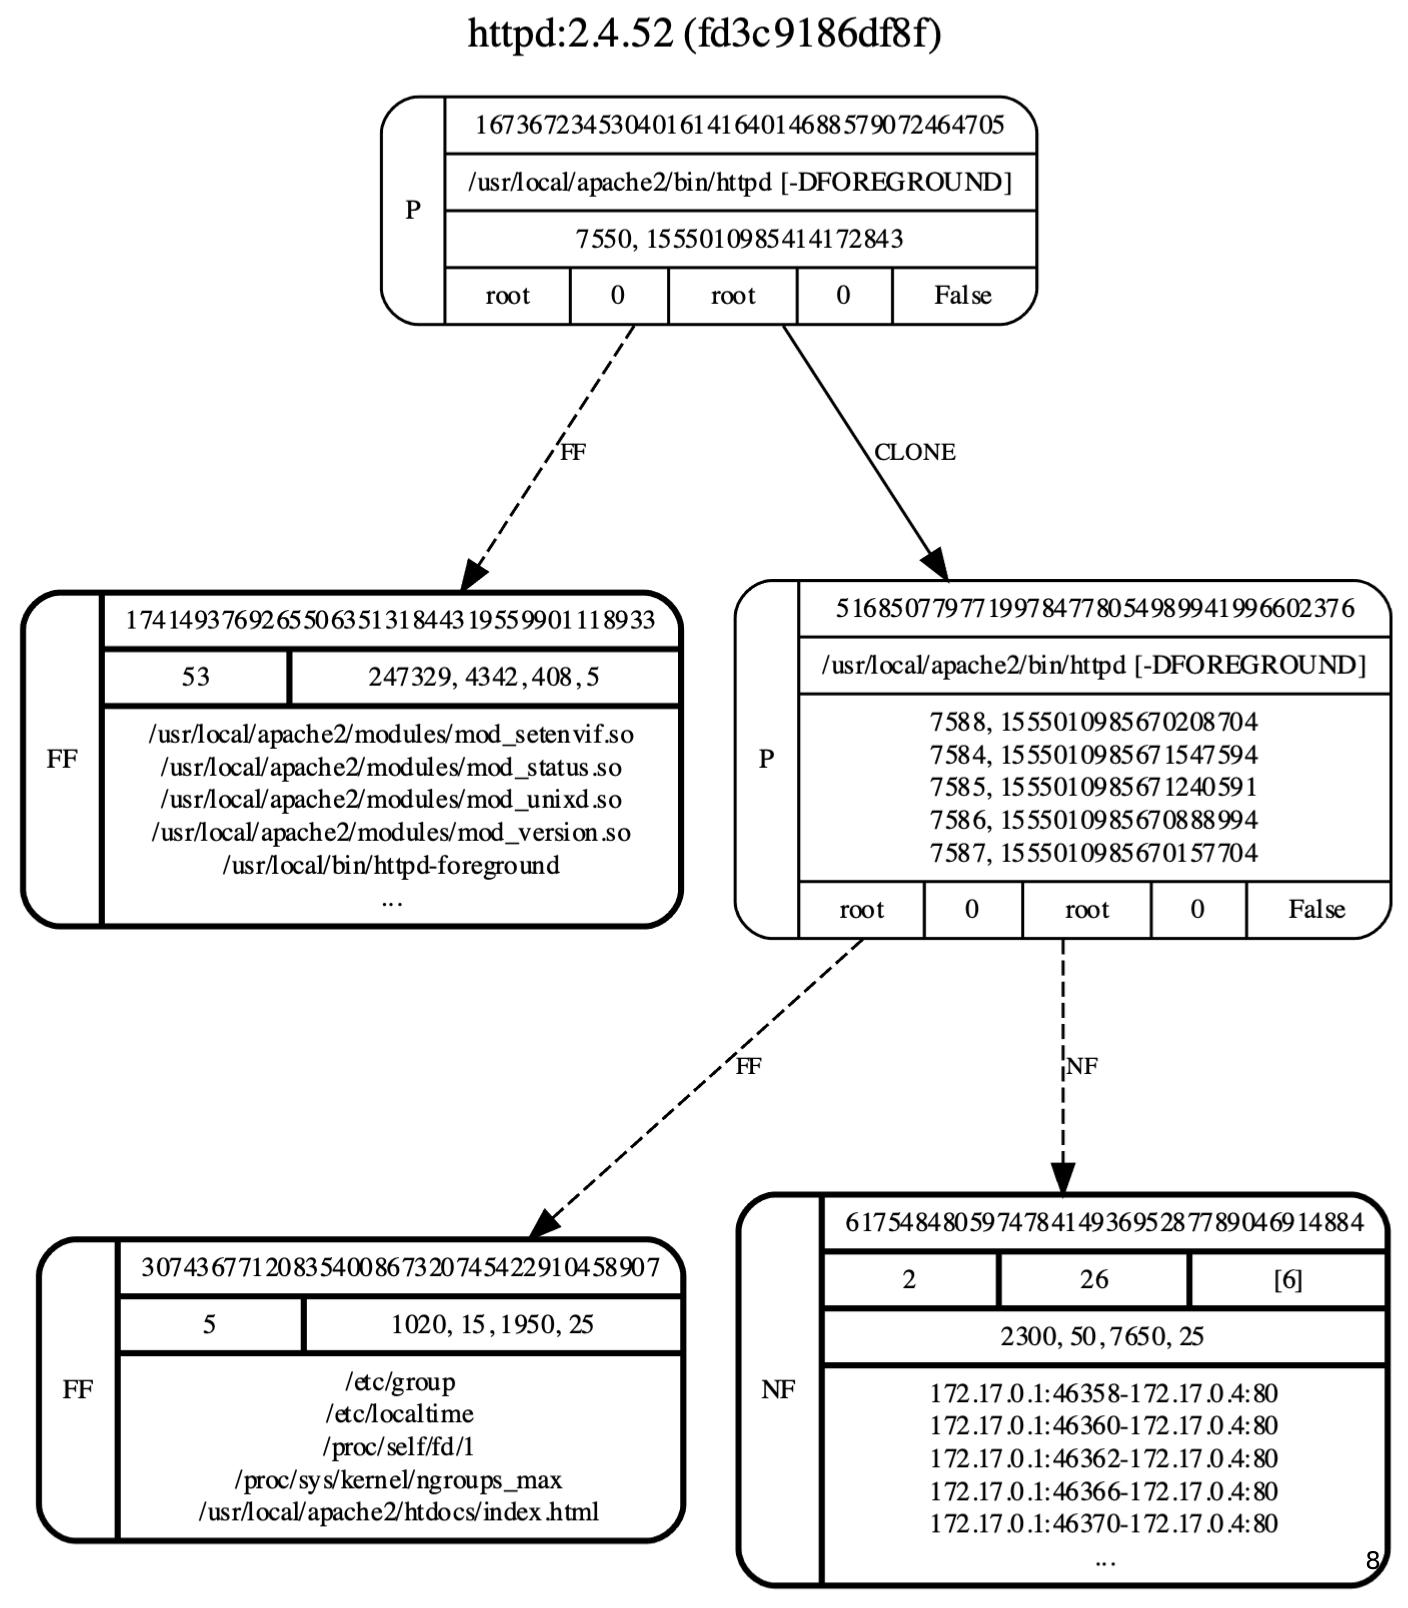 httpd:2.4.52 (fd3c9186df8f)
P
167367234530401614164014688579072464705
/usr/local/apache2/bin/httpd [-DFOREGROUND]
7550, 1555010985414172843
root 0 root 0 False
FF
CLONE
FF
174149376926550635131844319559901118933
53 247329, 4342, 408, 5
/usr/local/apache2/modules/mod_setenvif.so
/usr/local/apache2/modules/mod_status.so
/usr/local/apache2/modules/mod_unixd.so
/usr/local/apache2/modules/mod_version.so
/usr/local/bin/httpd-foreground
...
P
51685077977199784778054989941996602376
/usr/local/apache2/bin/httpd [-DFOREGROUND]
7588, 1555010985670208704
7584, 1555010985671547594
7585, 1555010985671240591
7586, 1555010985670888994
7587, 1555010985670157704
root 0 root 0 False
FF
NF
FF
30743677120835400867320745422910458907
5 1020, 15, 1950, 25
/etc/group
/etc/localtime
/proc/self/fd/1
/proc/sys/kernel/ngroups_max
/usr/local/apache2/htdocs/index.html
NF
61754848059747841493695287789046914884
2 26 [6]
2300, 50, 7650, 25
172.17.0.1:46358-172.17.0.4:80
172.17.0.1:46360-172.17.0.4:80
172.17.0.1:46362-172.17.0.4:80
172.17.0.1:46366-172.17.0.4:80
172.17.0.1:46370-172.17.0.4:80
...
8